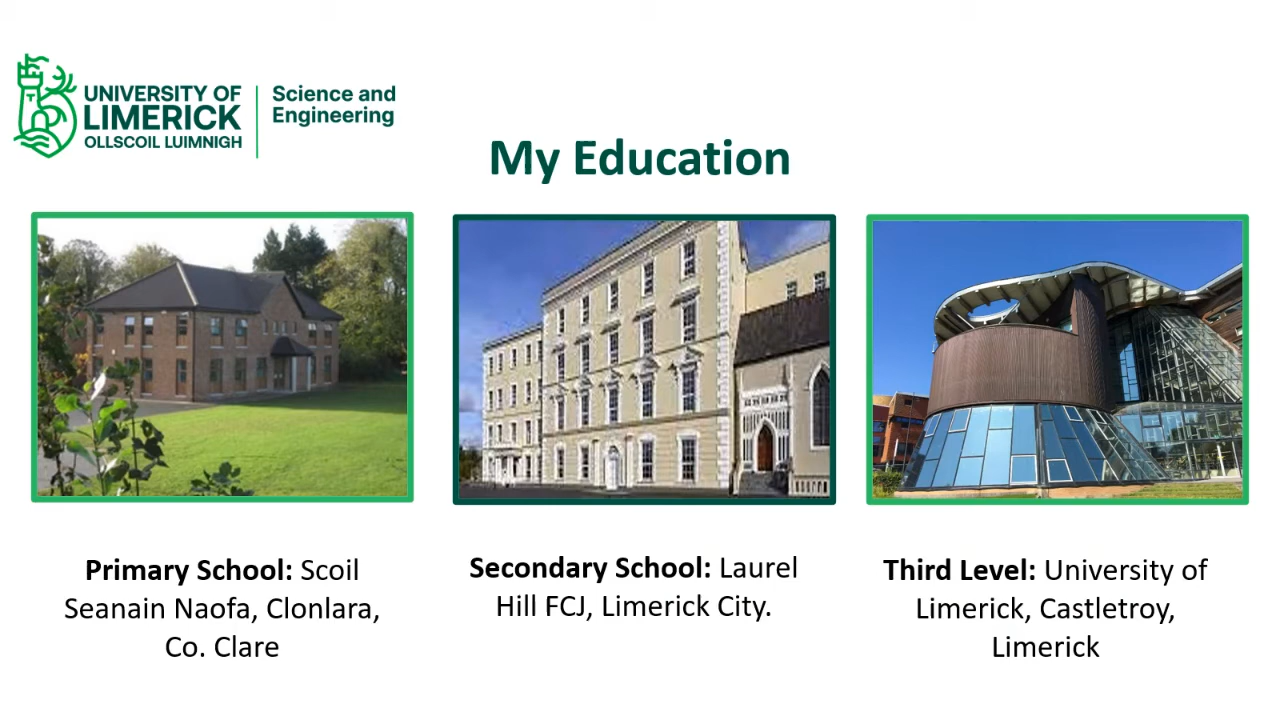 UNIVERSITY OF
LIMERICK
OLLSCOIL LUIMNIGH
Science and
Engineering
My Education
Primary School: Scoil
Seanain Naofa, Clonlara,
Co. Clare
Secondary School: Laurel
Hill FCJ, Limerick City.
Third Level: University of
Limerick, Castletroy,
Limerick